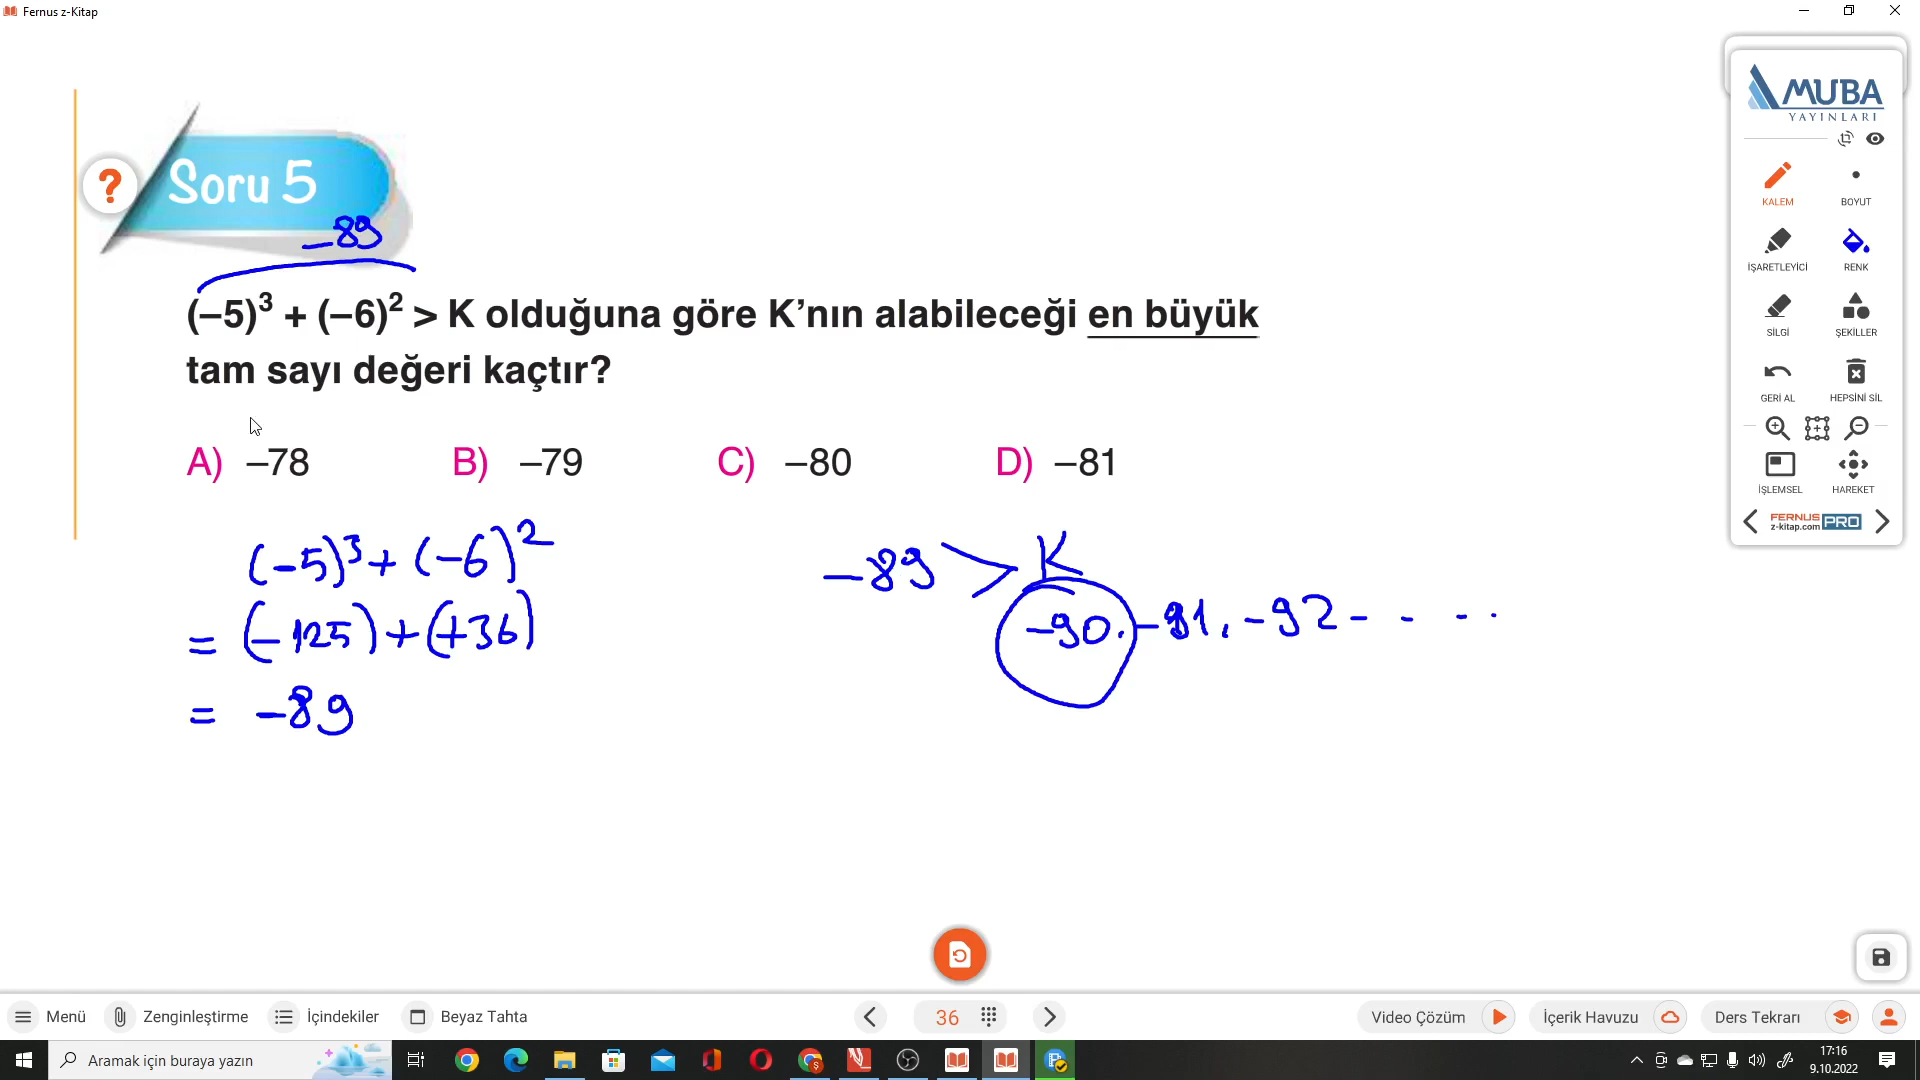 Fernus z-Kitap
MUBA
YAYINLARI
Soru 5
?
–89
(–5)³ + (–6)² > K olduğuna göre K’nın alabileceği en büyük
tam sayı değeri kaçtır?
A) –78 B) –79 C) –80 D) –81
(-5)³ + (-6)²
= (-125) + (+36)
= -89
-89 > K
-90, -91, -92 - - - -
KALEM BOYUT
İŞARETLEYİCİ RENK
SİLGİ ŞEKİLLER
GERİ AL HEPSİNİ SİL
İŞLEMSEL HAREKET
FERNUS PRO
z-kitap.com
Menü Zenginleştirme İçindekiler Beyaz Tahta 36 Video Çözüm İçerik Havuzu Ders Tekrarı
Aramak için buraya yazın
17:16
9.10.2022